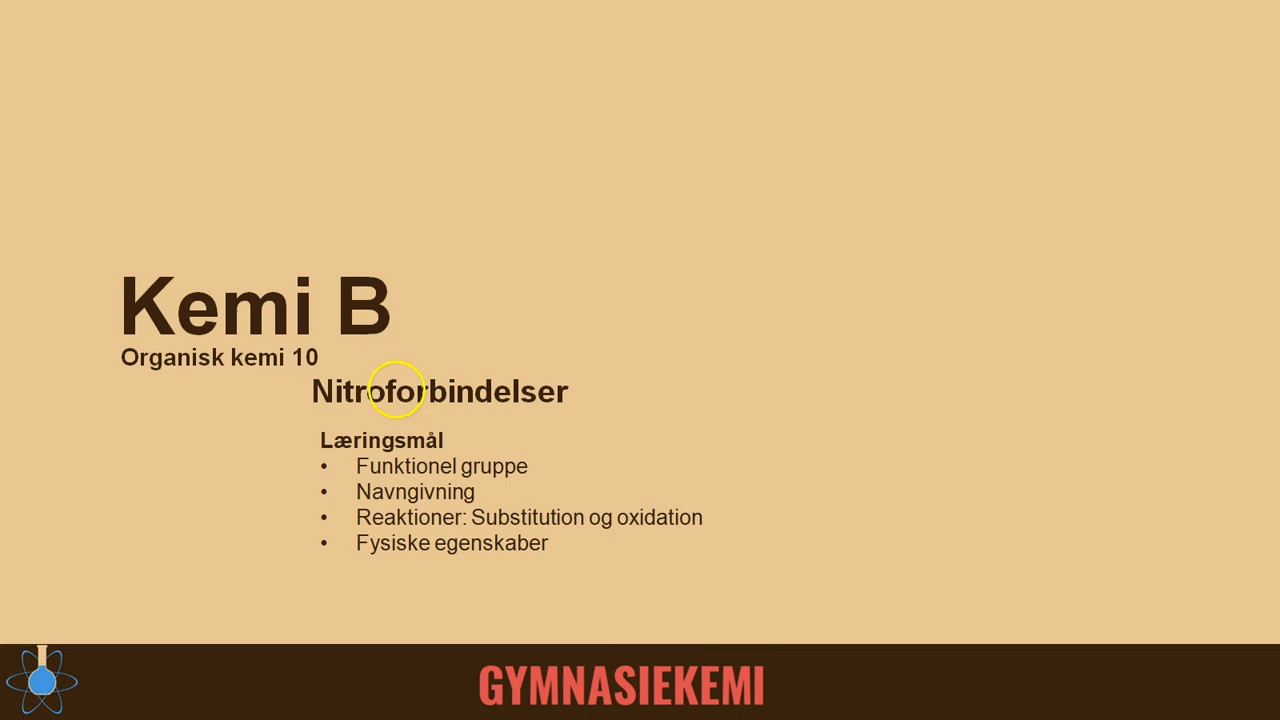 Kemi B
Organisk kemi 10
Nitroforbindelser
Læringsmål
• Funktionel gruppe
• Navngivning
• Reaktioner: Substitution og oxidation
• Fysiske egenskaber
GYMNASIEKEMI